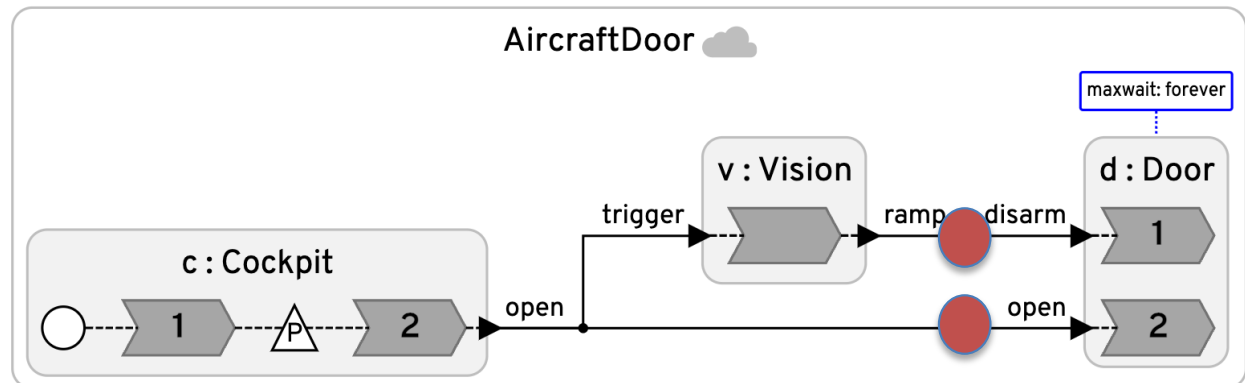 AircraftDoor
maxwait: forever
v : Vision
d : Door
trigger
ramp
disarm
1
c : Cockpit
1
P
2
open
open
2